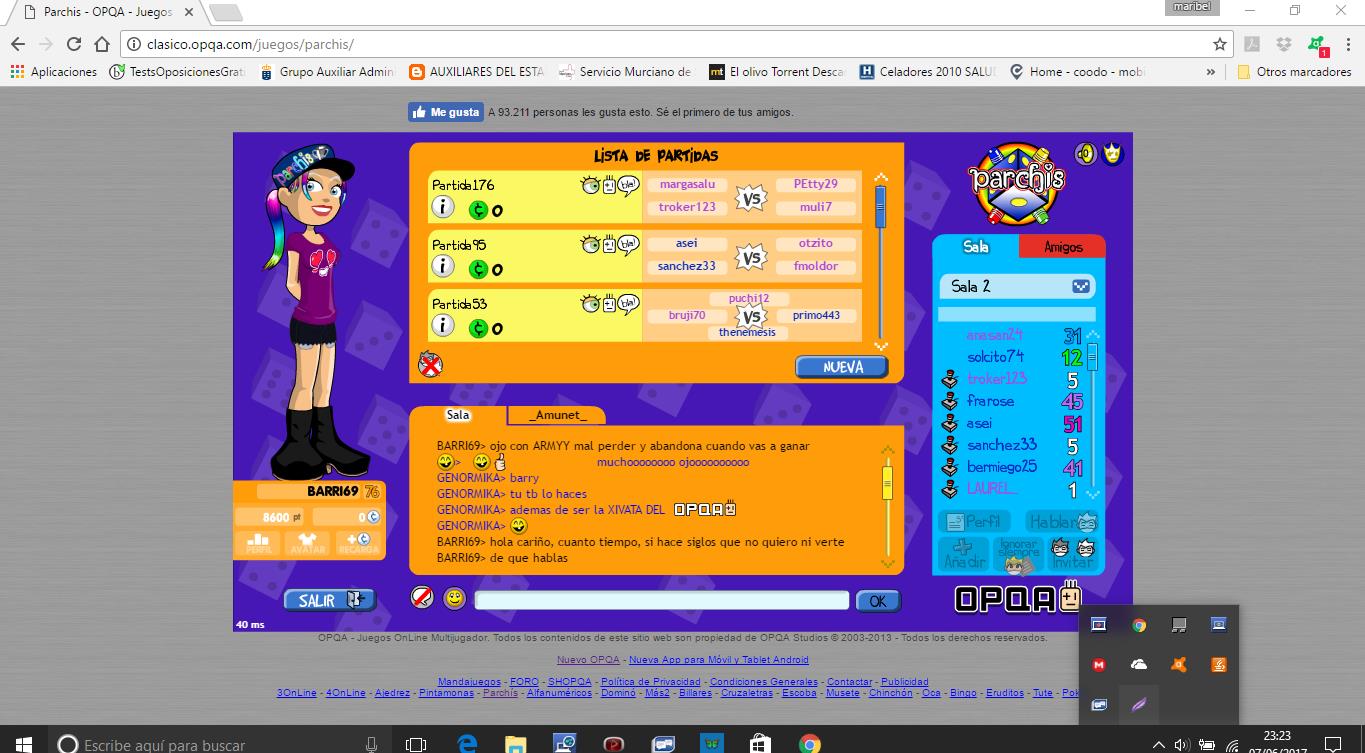 Parchis - OPQA - Juegos
maribel
clasico.opqa.com/juegos/parchis/
1
Aplicaciones
TestsOposicionesGrat
Grupo Auxiliar Admin
AUXILIARES DEL ESTA
Servicio Murciano de
mt El olivo Torrent Desca
H Celadores 2010 SALUD
Home - coodo - mobi
»
Otros marcadores
Me gusta A 93.211 personas les gusta esto. Sé el primero de tus amigos.
LISTA DE PARTIDAS
Partida176
bla!
i ¢ 0
margasalu VS PEtty29
troker123 muli7
Partida95
bla!
i ¢ 0
asei VS otzito
sanchez33 fmoldor
Partida53
bla!
i ¢ 0
puchi12
bruji70 VS primo443
thenemesis
NUEVA
parchis
parchis
Sala Amigos
Sala 2
anasan24 31
solcito74 12
troker123 5
frarose 45
asei 51
sanchez33 5
bermiego25 41
LAUREL_ 1
Perfil Hablar
Añadir Ignorar siempre Invitar
OPQA
Sala _Amunet_
BARRI69> ojo con ARMYY mal perder y abandona cuando vas a ganar
> muchoooooooo ojoooooooooo
GENORMIKA> barry
GENORMIKA> tu tb lo haces
GENORMIKA> ademas de ser la XIVATA DEL OPQA
GENORMIKA>
BARRI69> hola cariño, cuanto tiempo, si hace siglos que no quiero ni verte
BARRI69> de que hablas
OK
BARRI69 76
8600 pt 0 ¢
PERFIL AVATAR RECARGA
SALIR
40 ms
OPQA - Juegos OnLine Multijugador. Todos los contenidos de este sitio web son propiedad de OPQA Studios © 2003-2013 - Todos los derechos reservados.
Nuevo OPQA - Nueva App para Móvil y Tablet Android
Mandajuegos - FORO - SHOPQA - Política de Privacidad - Condiciones Generales - Contactar - Publicidad
3OnLine - 4OnLine - Ajedrez - Pintamonas - Parchís - Alfanuméricos - Dominó - Más2 - Billares - Cruzaletras - Escoba - Musete - Chinchón - Oca - Bingo - Eruditos - Tute - Pok
Escribe aquí para buscar
23:23
07/06/2017